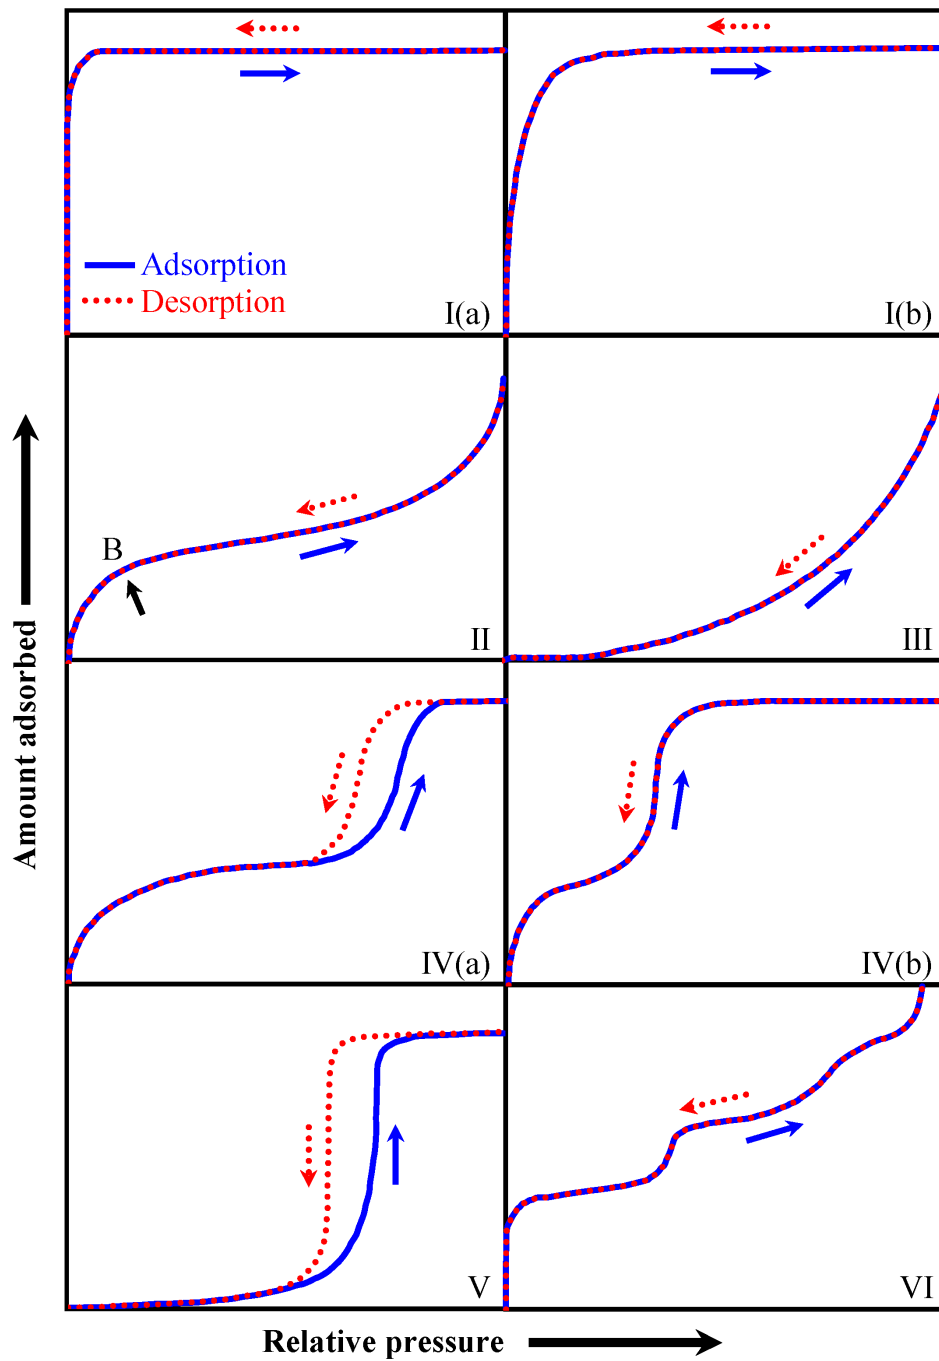 Adsorption
Desorption
I(a)
I(b)
B
II
III
IV(a)
IV(b)
V
VI
Amount adsorbed
Relative pressure